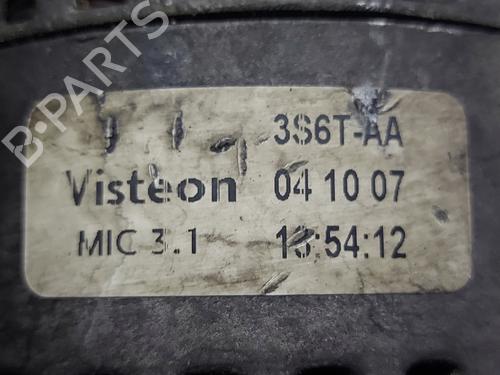 B-PARTS
3S6T-AA
Visteon 04 10 07
MIC 3.1 13:54:12